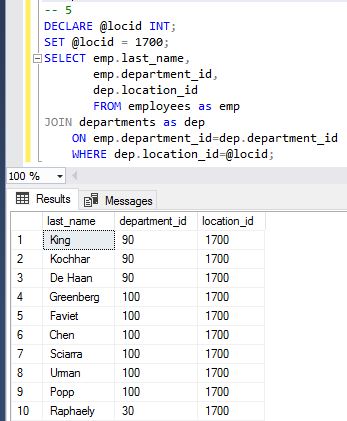 -- 5
DECLARE @locid INT;
SET @locid = 1700;
SELECT emp.last_name,
emp.department_id,
dep.location_id
FROM employees as emp
JOIN departments as dep
ON emp.department_id=dep.department_id
WHERE dep.location_id=@locid;
100 %
Results Messages
last_name department_id location_id
1 King 90 1700
2 Kochhar 90 1700
3 De Haan 90 1700
4 Greenberg 100 1700
5 Faviet 100 1700
6 Chen 100 1700
7 Sciarra 100 1700
8 Urman 100 1700
9 Popp 100 1700
10 Raphaely 30 1700